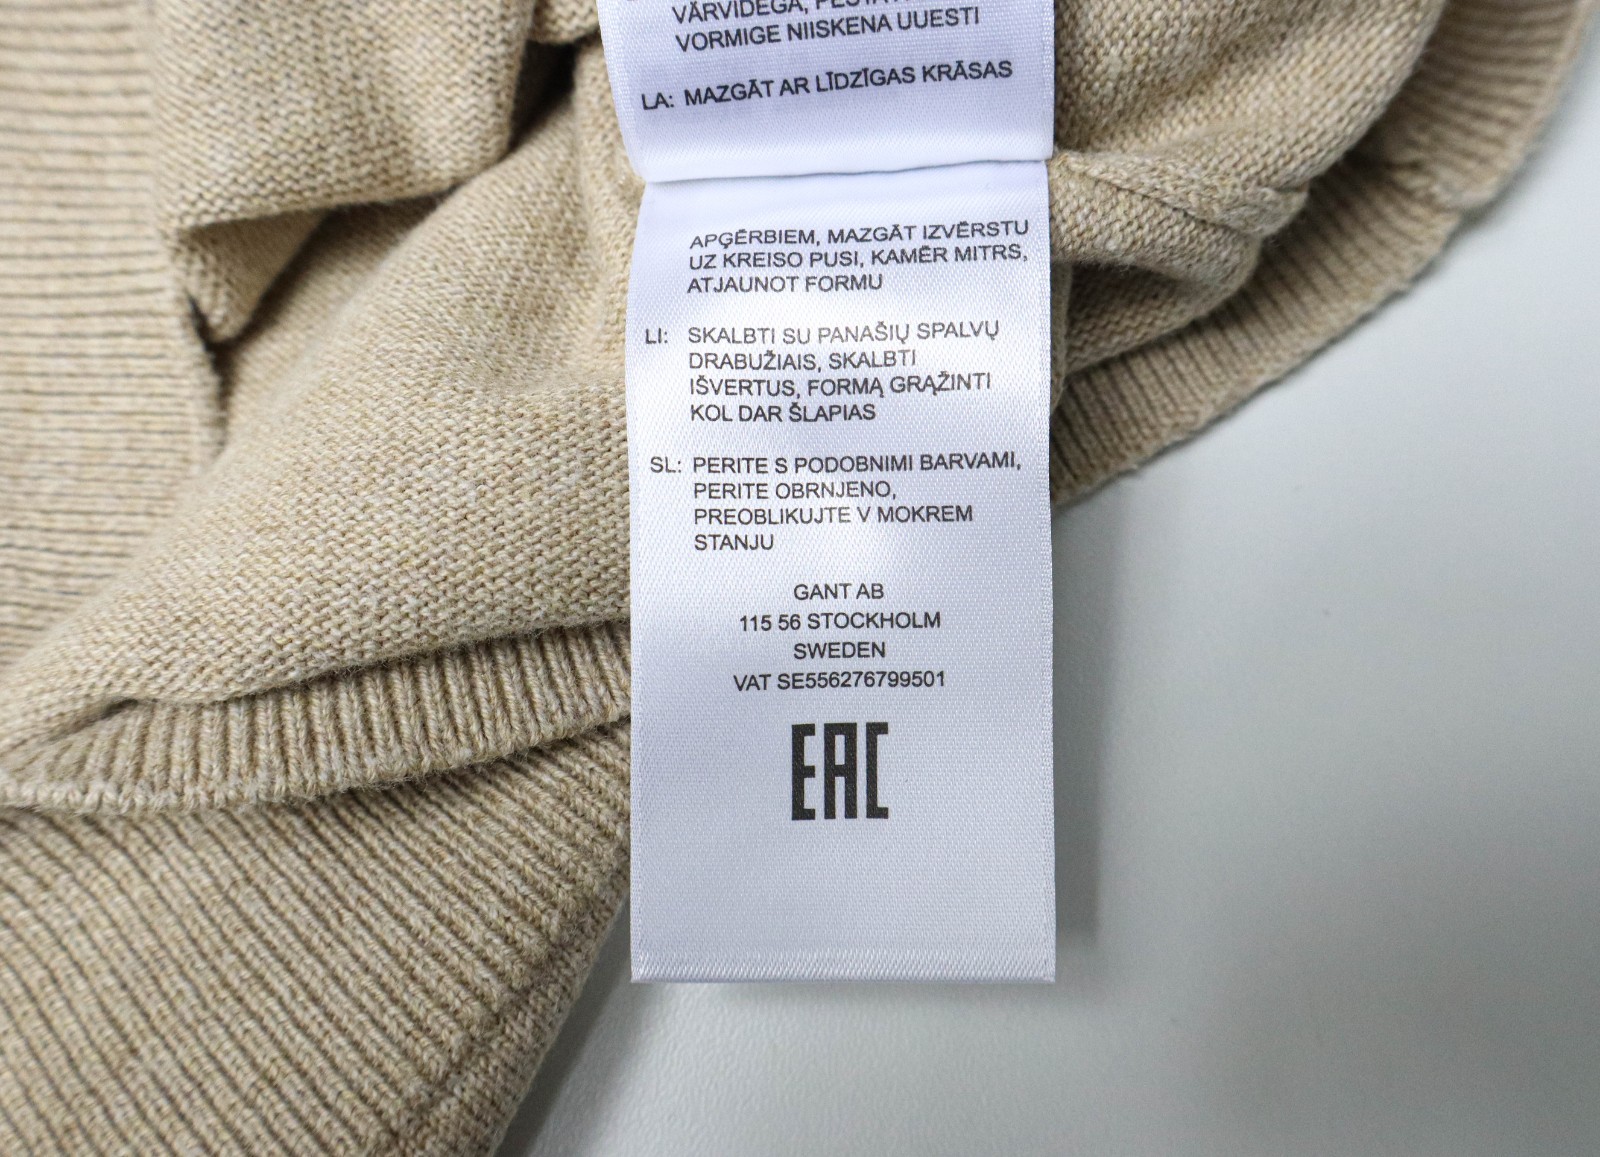 VÄRVIDEGA,
VORMIGE NIISKENA UUESTI
LA: MAZGĀT AR LĪDZĪGAS KRĀSAS
APĢĒRBIEM, MAZGĀT IZVĒRSTU
UZ KREISO PUSI, KAMĒR MITRS,
ATJAUNOT FORMU
LI: SKALBTI SU PANAŠIŲ SPALVŲ
DRABUŽIAIS, SKALBTI
IŠVERTUS, FORMĄ GRĄŽINTI
KOL DAR ŠLAPIAS
SL: PERITE S PODOBNIMI BARVAMI,
PERITE OBRNJENO,
PREOBLIKUJTE V MOKREM
STANJU
GANT AB
115 56 STOCKHOLM
SWEDEN
VAT SE556276799501
EAC